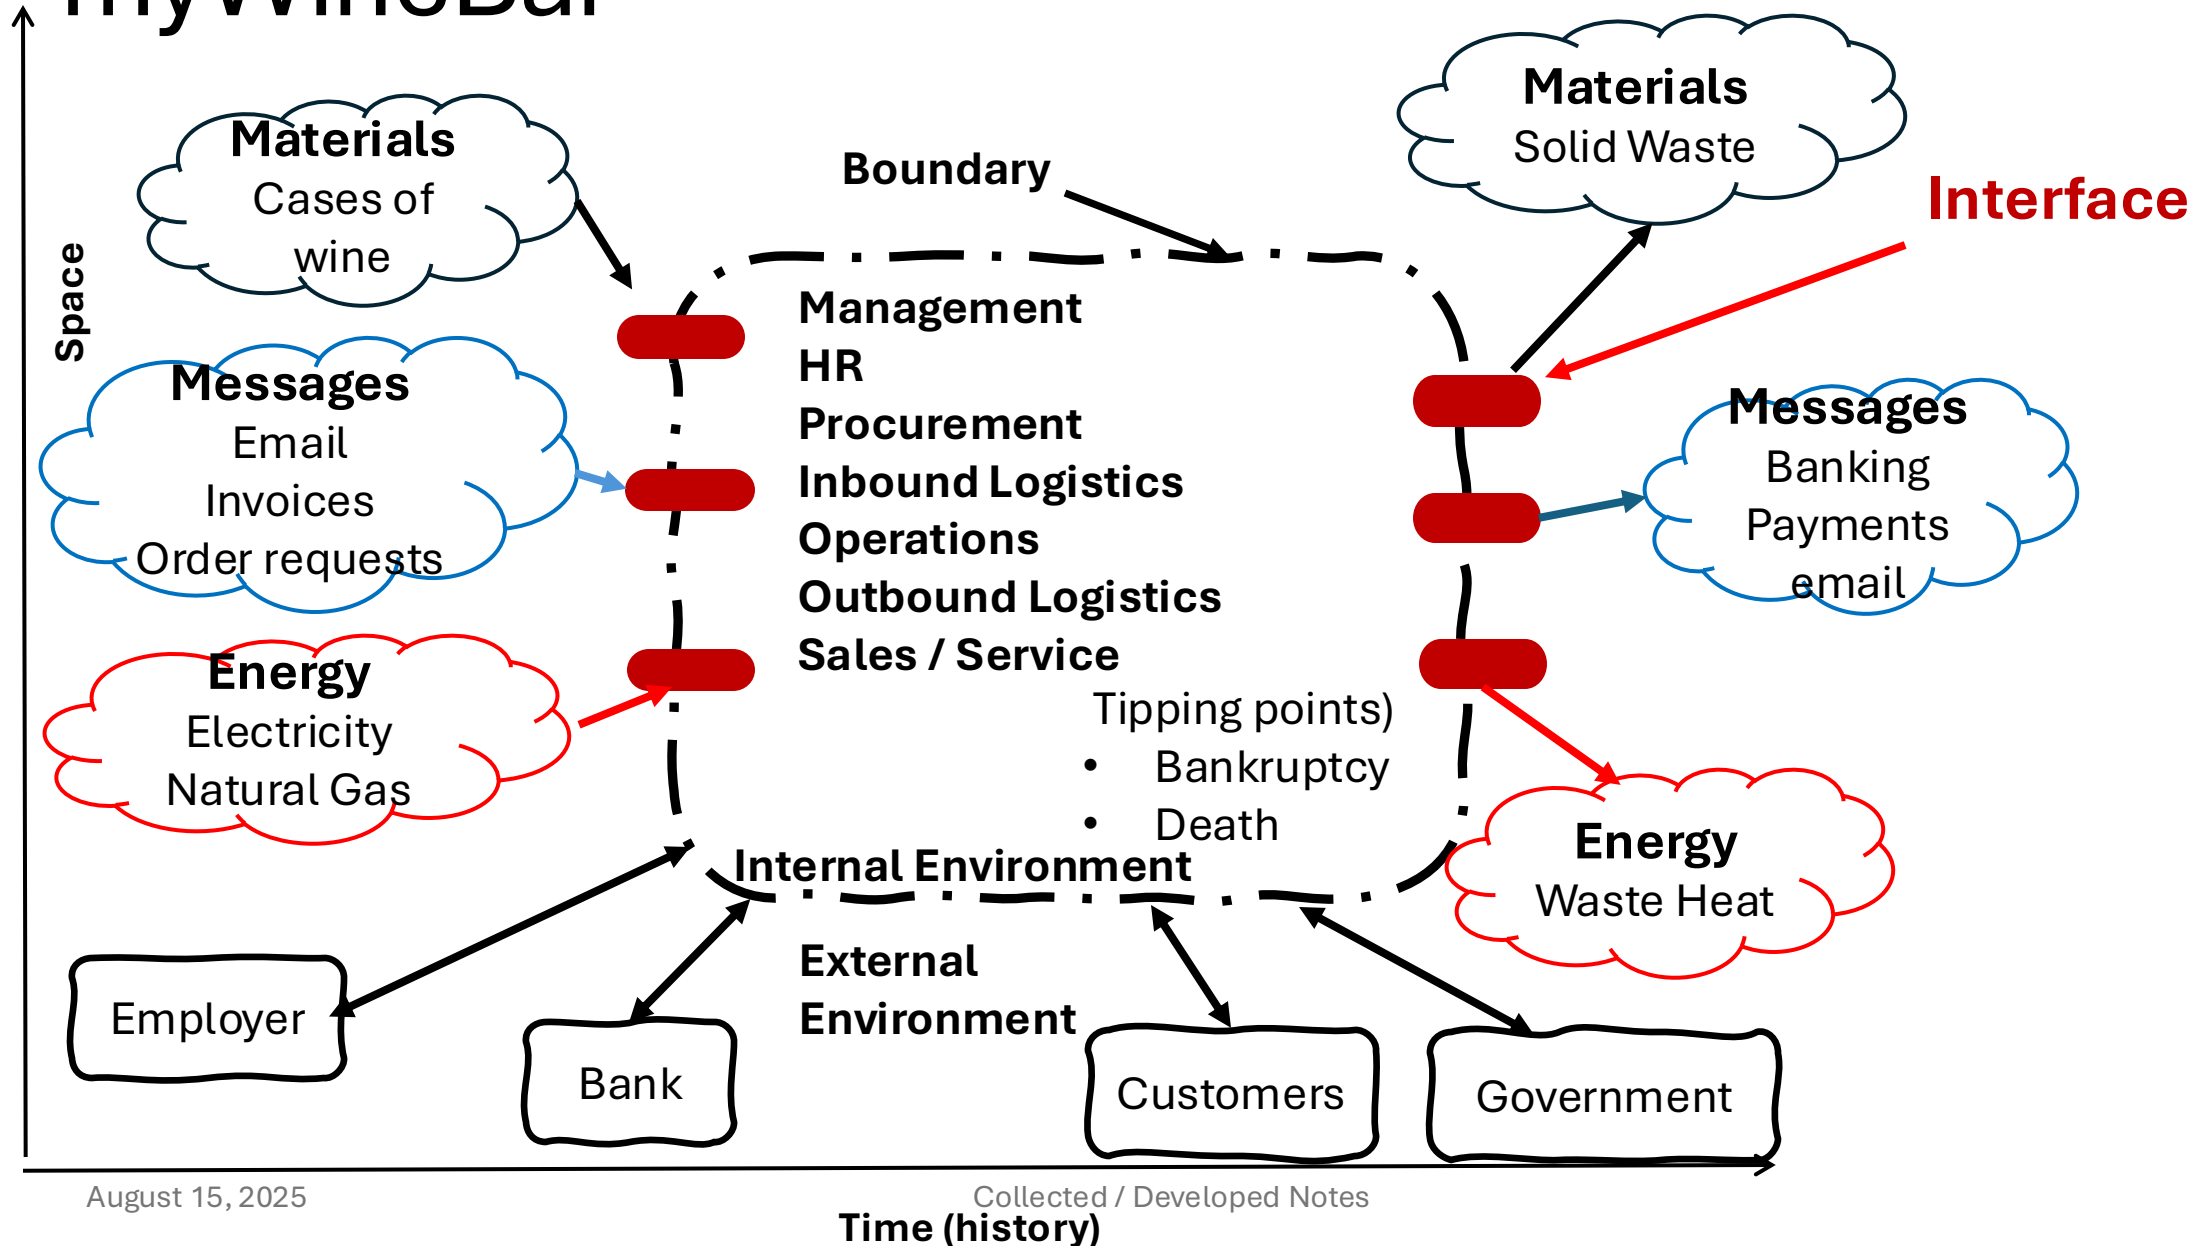 myWineBar
Space
Materials
Cases of
wine
Messages
Email
Invoices
Order requests
Energy
Electricity
Natural Gas
Boundary
Management
HR
Procurement
Inbound Logistics
Operations
Outbound Logistics
Sales / Service
Tipping points)
• Bankruptcy
• Death
Internal Environment
External
Environment
Materials
Solid Waste
Interface
Messages
Banking
Payments
email
Energy
Waste Heat
Employer
Bank
Customers
Government
August 15, 2025
Collected / Developed Notes
Time (history)